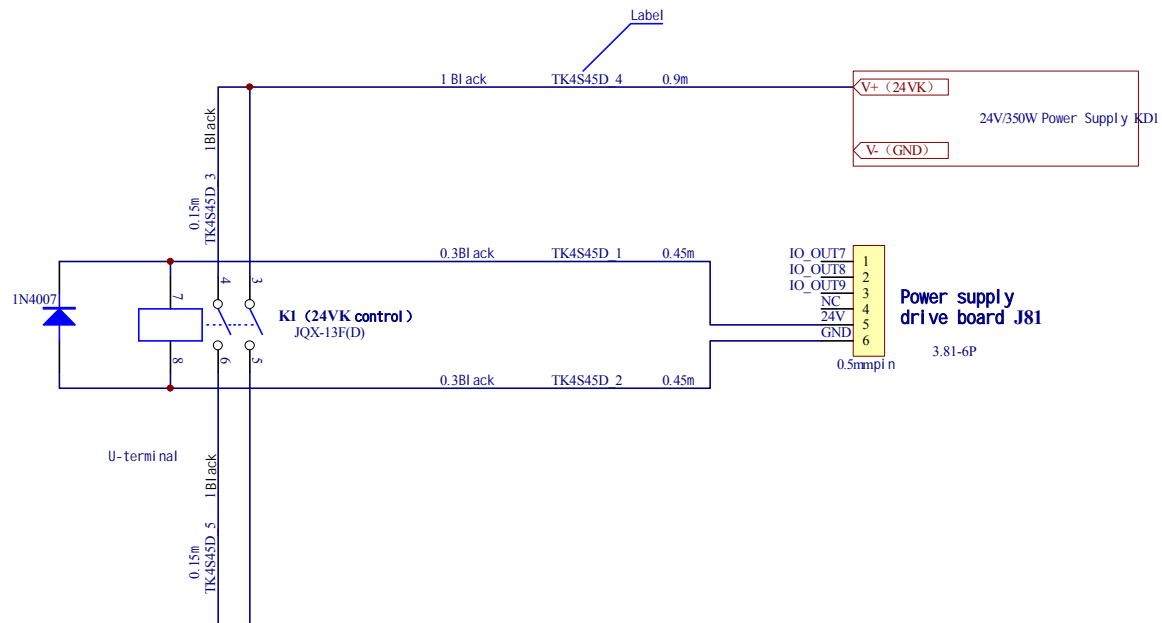 Label
1 Black TK4S45D_4 0.9m
V+（24VK）
24V/350W Power Supply KD1
V-（GND）
1Black
0.15m
TK4S45D_3
0.3Black TK4S45D_1 0.45m
IO_OUT7 1
IO_OUT8 2
IO_OUT9 3
NC 4
24V 5
GND 6
Power supply
drive board J81
3.81-6P
0.5mmpin
1N4007
7
4
3
K1（24VK control）
JQX-13F(D)
8
6
5
0.3Black TK4S45D_2 0.45m
U-terminal
1Black
0.15m
TK4S45D_5